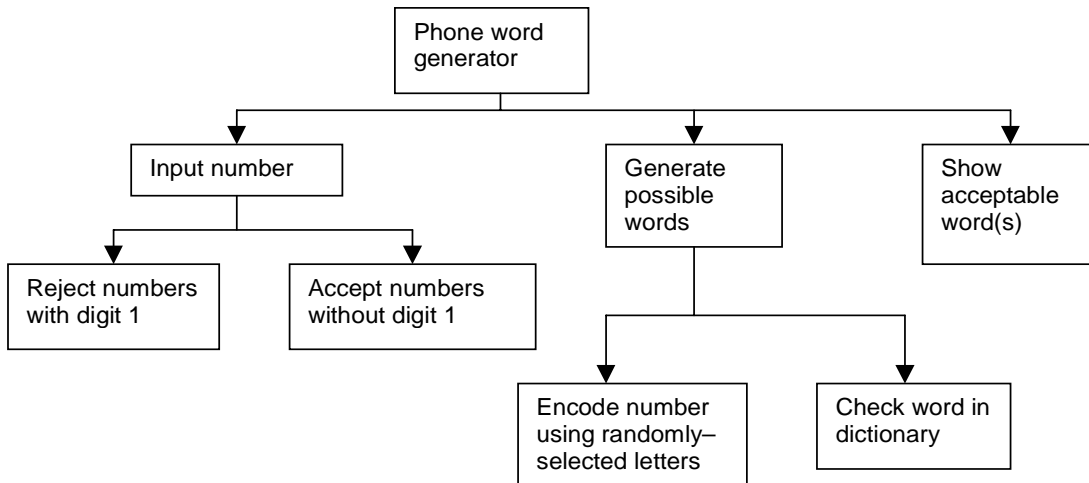 Phone word
generator
Input number
Generate
possible
words
Show
acceptable
word(s)
Reject numbers
with digit 1
Accept numbers
without digit 1
Encode number
using randomly–
selected letters
Check word in
dictionary